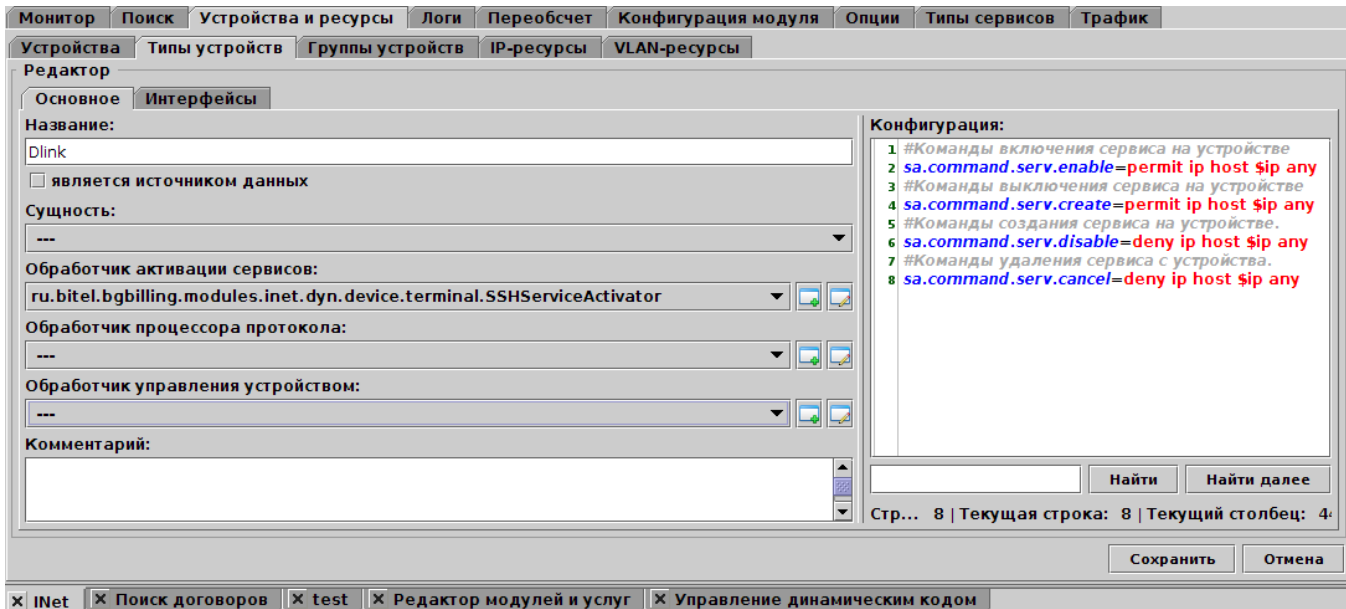 Монитор Поиск Устройства и ресурсы Логи Переобсчет Конфигурация модуля Опции Типы сервисов Трафик
Устройства Типы устройств Группы устройств IP-ресурсы VLAN-ресурсы
Редактор
Основное Интерфейсы
Название:
Dlink
является источником данных
Сущность:
---
Обработчик активации сервисов:
ru.bitel.bgbilling.modules.inet.dyn.device.terminal.SSHServiceActivator
Обработчик процессора протокола:
---
Обработчик управления устройством:
---
Комментарий:
Конфигурация:
1 #Команды включения сервиса на устройстве
2 sa.command.serv.enable=permit ip host $ip any
3 #Команды выключения сервиса на устройстве
4 sa.command.serv.create=permit ip host $ip any
5 #Команды создания сервиса на устройстве.
6 sa.command.serv.disable=deny ip host $ip any
7 #Команды удаления сервиса с устройства.
8 sa.command.serv.cancel=deny ip host $ip any
Найти Найти далее
Стр... 8 | Текущая строка: 8 | Текущий столбец: 44
Сохранить Отмена
INet Поиск договоров test Редактор модулей и услуг Управление динамическим кодом